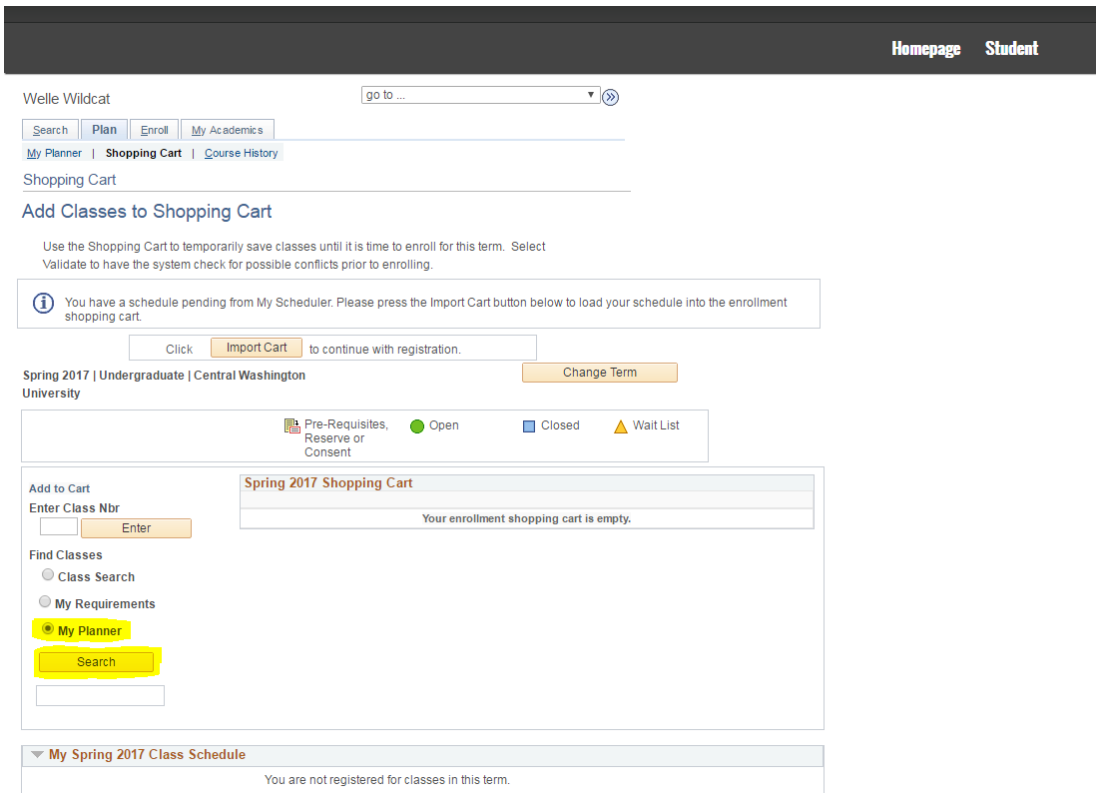 Homepage Student
Welle Wildcat
go to ...
Search Plan Enroll My Academics
My Planner | Shopping Cart | Course History
Shopping Cart
Add Classes to Shopping Cart
Use the Shopping Cart to temporarily save classes until it is time to enroll for this term. Select
Validate to have the system check for possible conflicts prior to enrolling.
You have a schedule pending from My Scheduler. Please press the Import Cart button below to load your schedule into the enrollment
shopping cart.
Click Import Cart to continue with registration.
Spring 2017 | Undergraduate | Central Washington
University
Change Term
Pre-Requisites,
Reserve or
Consent
Open
Closed
Wait List
Add to Cart
Enter Class Nbr
Enter
Find Classes
Class Search
My Requirements
My Planner
Search
Spring 2017 Shopping Cart
Your enrollment shopping cart is empty.
My Spring 2017 Class Schedule
You are not registered for classes in this term.